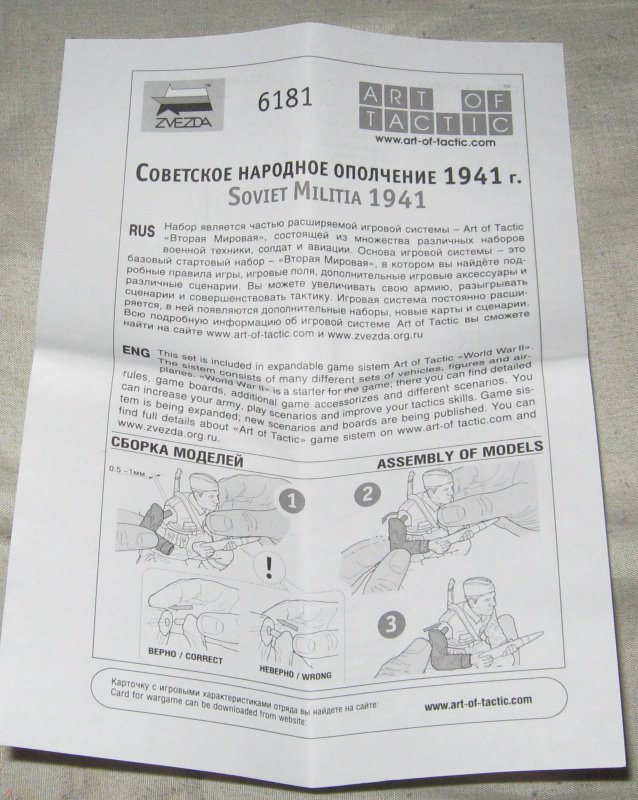 ZVEZDA
™
6181
ART OF
TACTIC
™
www.art-of-tactic.com
СОВЕТСКОЕ НАРОДНОЕ ОПОЛЧЕНИЕ 1941 г.
SOVIET MILITIA 1941
RUS Набор является частью расширяемой игровой системы – Art of Tactic
«Вторая Мировая», состоящей из множества различных наборов
военной техники, солдат и авиации. Основа игровой системы – это
базовый стартовый набор – «Вторая Мировая», в котором вы найдёте под-
робные правила игры, игровые поля, дополнительные игровые аксессуары и
различные сценарии. Вы можете увеличивать свою армию, разыгрывать
сценарии и совершенствовать тактику. Игровая система постоянно расши-
ряется, в ней появляются дополнительные наборы, новые карты и сценарии.
Всю подробную информацию об игровой системе Art of Tactic вы сможете
найти на сайте www.art-of-tactic.com и www.zvezda.org.ru
ENG This set is included in expandable game sistem Art of Tactic «World War II».
The sistem consists of many different sets of vehicles, figures and air-
planes. «World War II» is a starter for the game; there you can find detailed
rules, game boards, additional game accessorizes and different scenarios. You
can increase your army, play scenarios and improve your tactics skills. Game sis-
tem is being expanded; new scenarios and boards are being published. You can
find full details about «Art of Tactic» game sistem on www.art-of tactic.com and
www.zvezda.org.ru.
СБОРКА МОДЕЛЕЙ
ASSEMBLY OF MODELS
0.5 -1мм
1
2
!
3
ВЕРНО / CORRECT
НЕВЕРНО / WRONG
Карточку с игровыми характеристиками отряда вы найдете на сайте:
Card for wargame can be downloaded from website:
www.art-of-tactic.com